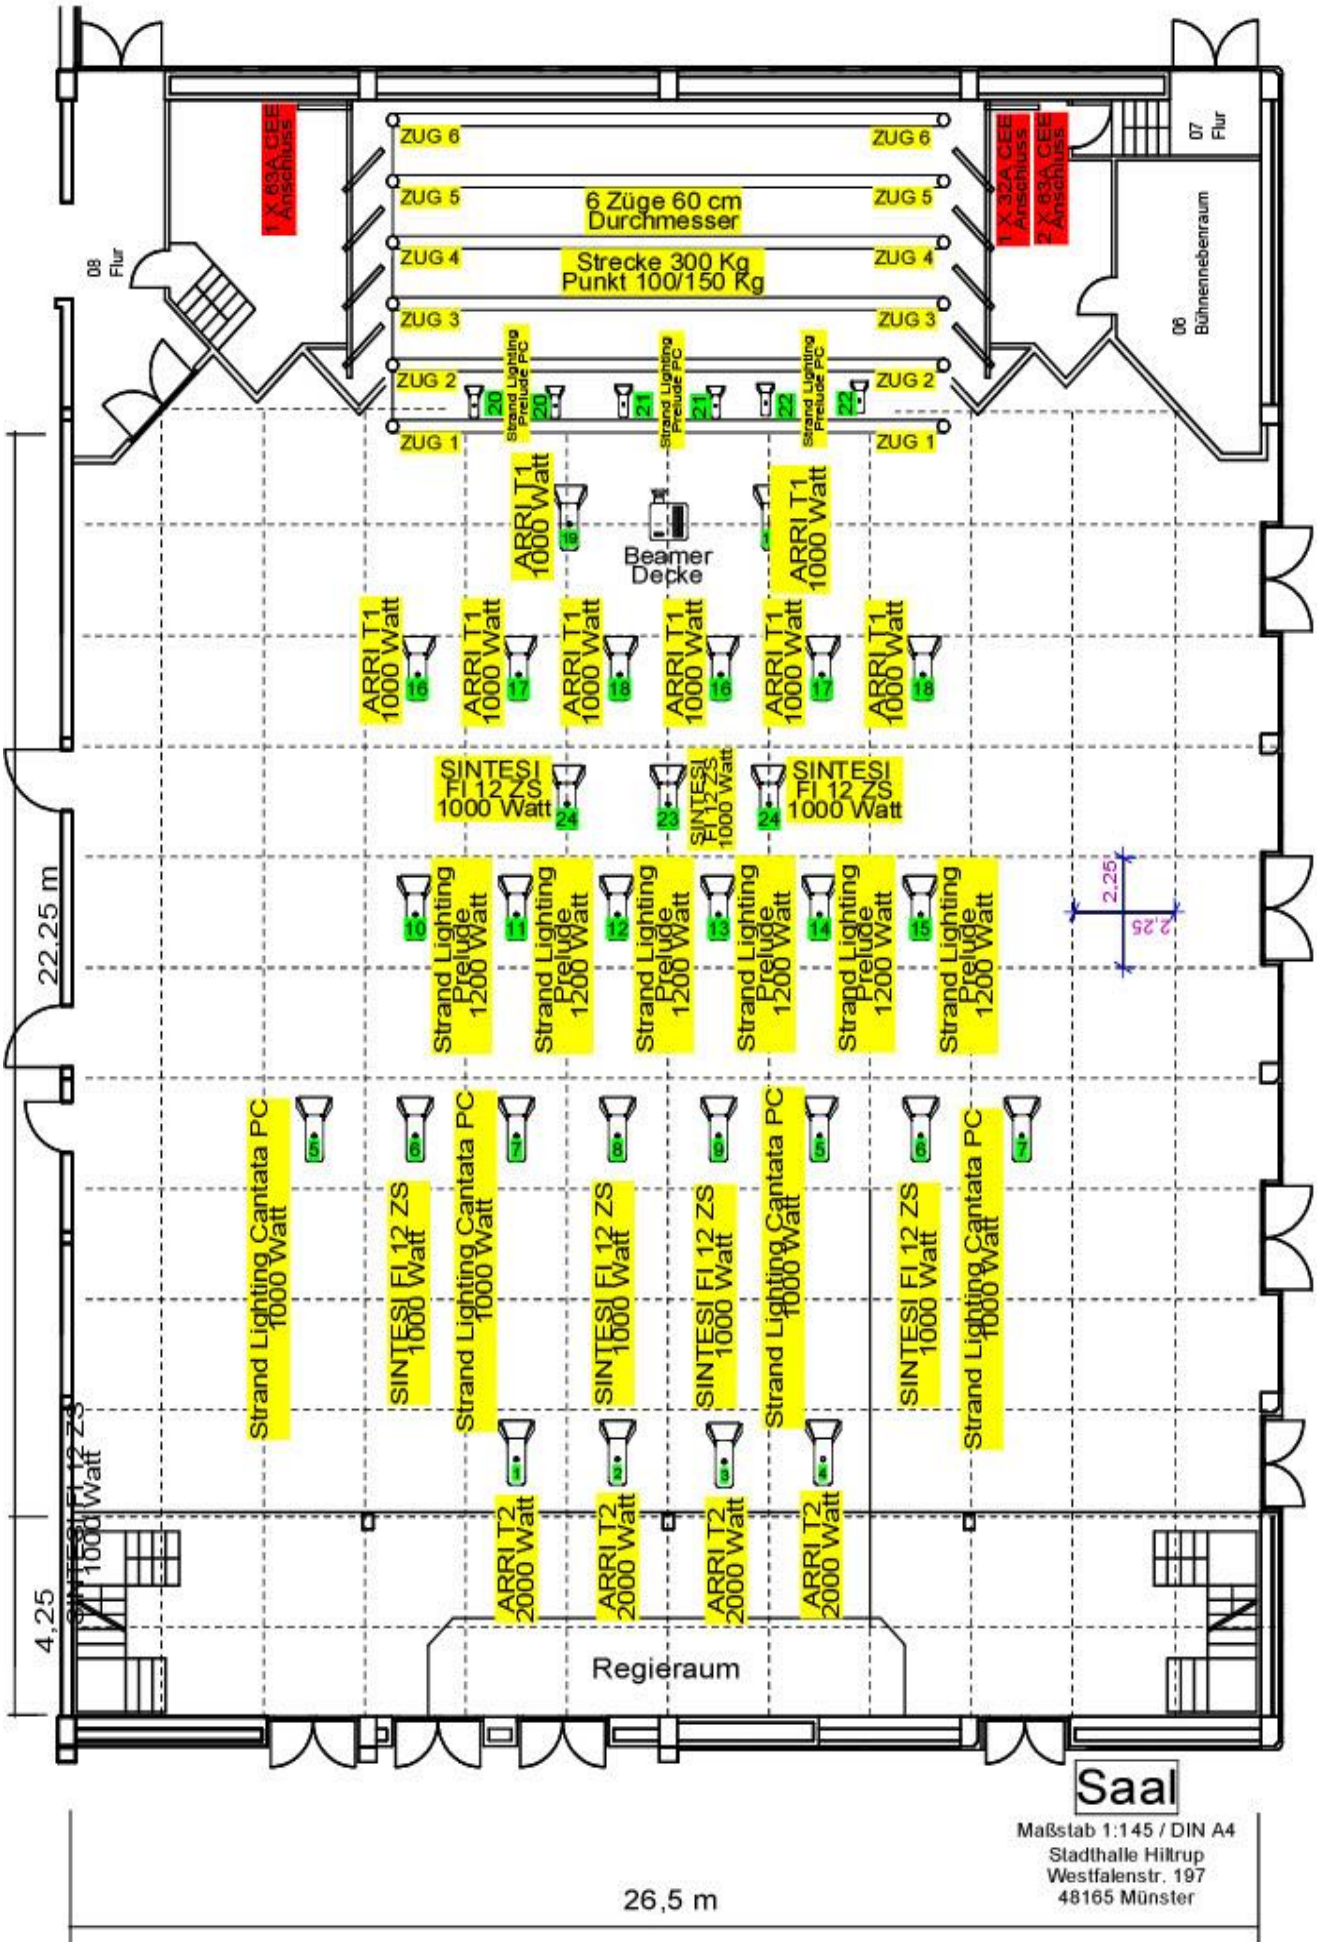 1 X 63A CEE
Anschluss
ZUG 6
ZUG 6
1 X 32A CEE
Anschluss
2 X 63A CEE
Anschluss
07
Flur
ZUG 5
6 Züge 60 cm
Durchmesser
ZUG 5
08
Flur
ZUG 4
Strecke 300 Kg
Punkt 100/150 Kg
ZUG 4
06
Bühnennebenraum
ZUG 3
ZUG 3
ZUG 2
ZUG 2
20
Strand Lighting
Prelude PC
20
21
Strand Lighting
Prelude PC
21
22
Strand Lighting
Prelude PC
22
ZUG 1
ZUG 1
ARRI T1
1000 Watt
19
Beamer
Decke
ARRI T1
1000 Watt
ARRI T1
1000 Watt
16
ARRI T1
1000 Watt
17
ARRI T1
1000 Watt
18
ARRI T1
1000 Watt
16
ARRI T1
1000 Watt
17
ARRI T1
1000 Watt
18
SINTESI
FI 12 ZS
1000 Watt
24
23
SINTESI
FI 12 ZS
1000 Watt
24
SINTESI
FI 12 ZS
1000 Watt
10
Strand Lighting
Prelude
1200 Watt
11
Strand Lighting
Prelude
1200 Watt
12
Strand Lighting
Prelude
1200 Watt
13
Strand Lighting
Prelude
1200 Watt
14
Strand Lighting
Prelude
1200 Watt
15
Strand Lighting
Prelude
1200 Watt
2.25
2,25
22,25 m
5
6
7
8
9
5
6
7
Strand Lighting Cantata PC
1000 Watt
SINTESI FI 12 ZS
1000 Watt
Strand Lighting Cantata PC
1000 Watt
SINTESI FI 12 ZS
1000 Watt
SINTESI FI 12 ZS
1000 Watt
Strand Lighting Cantata PC
1000 Watt
SINTESI FI 12 ZS
1000 Watt
Strand Lighting Cantata PC
1000 Watt
SINTESI FI 12 ZS
1000 Watt
1
2
3
4
ARRI T2
2000 Watt
ARRI T2
2000 Watt
ARRI T2
2000 Watt
ARRI T2
2000 Watt
4,25
Regieraum
Saal
Maßstab 1:145 / DIN A4
Stadthalle Hiltrup
Westfalenstr. 197
48165 Münster
26,5 m